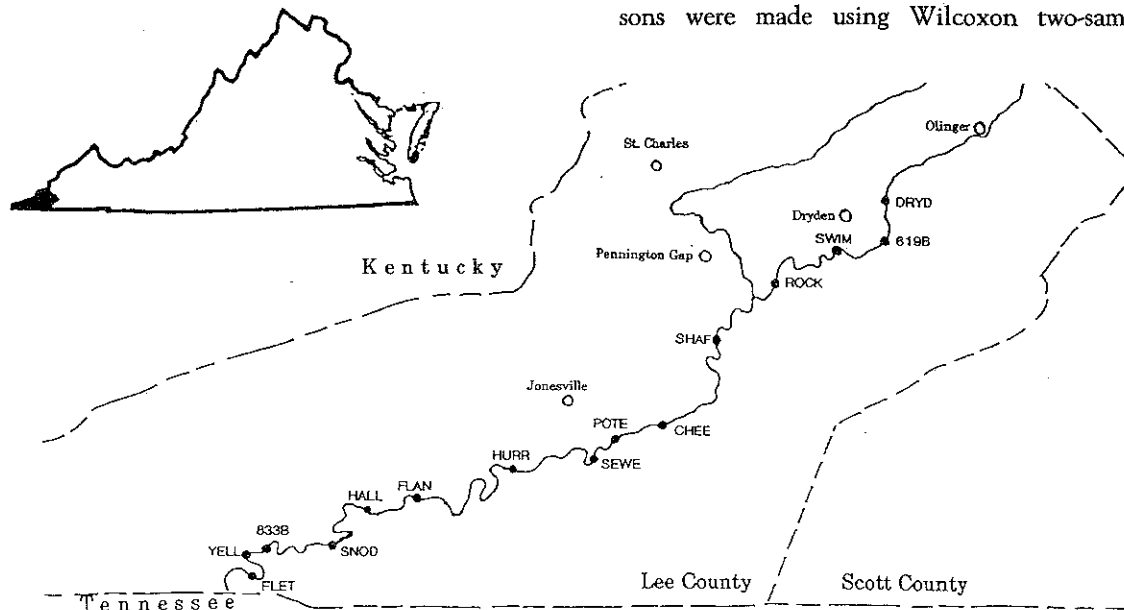 sons were made using Wilcoxon two-sam
Olinger
St. Charles
DRYD
Dryden
SWIM
619B
Pennington Gap
Kentucky
ROCK
SHAF
Jonesville
POTE
CHEE
HURR
SEWE
FLAN
HALL
833B
YELL
SNOD
FLET
Lee County
Scott County
Tennessee